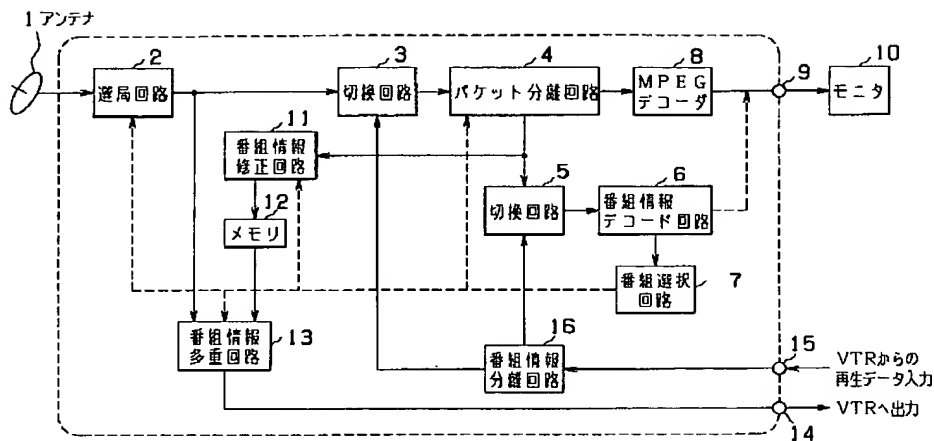 1 アンテナ
2
選局回路
3
切換回路
4
パケット分離回路
8
MPEG
デコーダ
9
10
モニタ
11
番組情報
修正回路
12
メモリ
5
切換回路
6
番組情報
デコード回路
番組選択
回路
7
13
番組情報
多重回路
16
番組情報
分離回路
15
VTRからの
再生データ入力
VTRへ出力
14